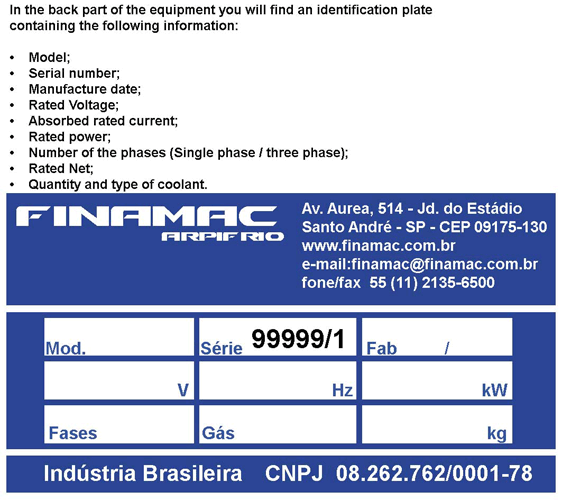 In the back part of the equipment you will find an identification plate
containing the following information:
• Model;
• Serial number;
• Manufacture date;
• Rated Voltage;
• Absorbed rated current;
• Rated power;
• Number of the phases (Single phase / three phase);
• Rated Net;
• Quantity and type of coolant.
FINAMAC
ARPIFRIO
Av. Aurea, 514 - Jd. do Estádio
Santo André - SP - CEP 09175-130
www.finamac.com.br
e-mail:finamac@finamac.com.br
fone/fax 55 (11) 2135-6500
Mod. Série 99999/1 Fab /
V Hz kW
Fases Gás kg
Indústria Brasileira CNPJ 08.262.762/0001-78